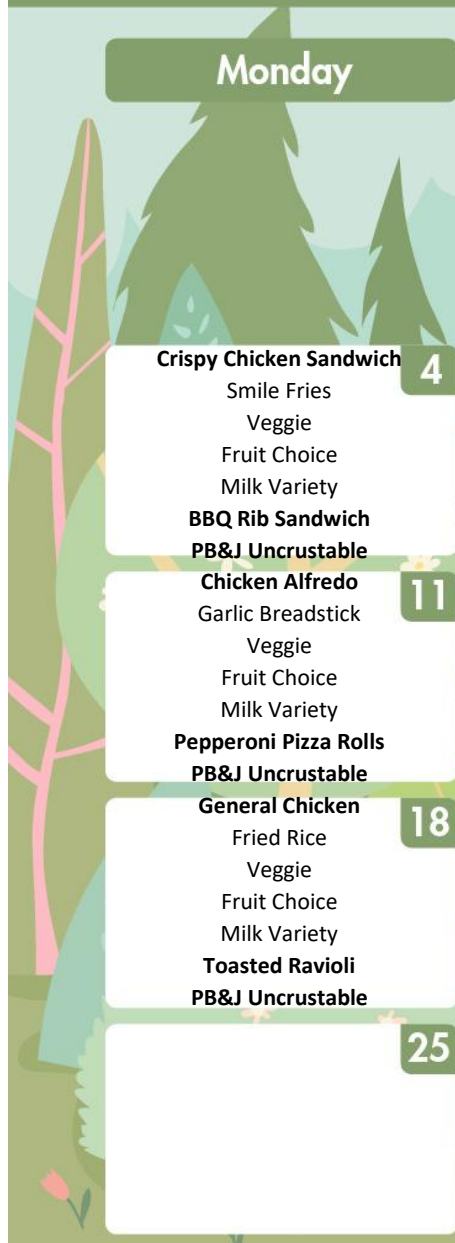 Monday
4
Crispy Chicken Sandwich
Smile Fries
Veggie
Fruit Choice
Milk Variety
BBQ Rib Sandwich
PB&J Uncrustable
11
Chicken Alfredo
Garlic Breadstick
Veggie
Fruit Choice
Milk Variety
Pepperoni Pizza Rolls
PB&J Uncrustable
18
General Chicken
Fried Rice
Veggie
Fruit Choice
Milk Variety
Toasted Ravioli
PB&J Uncrustable
25